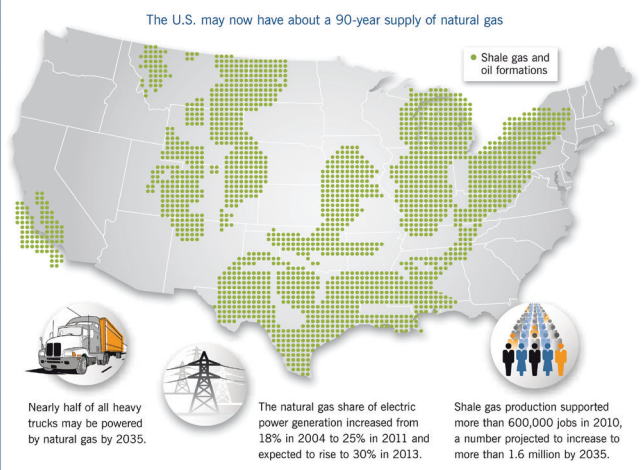 The U.S. may now have about a 90-year supply of natural gas
Shale gas and
oil formations
Nearly half of all heavy
trucks may be powered
by natural gas by 2035.
The natural gas share of electric
power generation increased from
18% in 2004 to 25% in 2011 and
expected to rise to 30% in 2013.
Shale gas production supported
more than 600,000 jobs in 2010,
a number projected to increase to
more than 1.6 million by 2035.